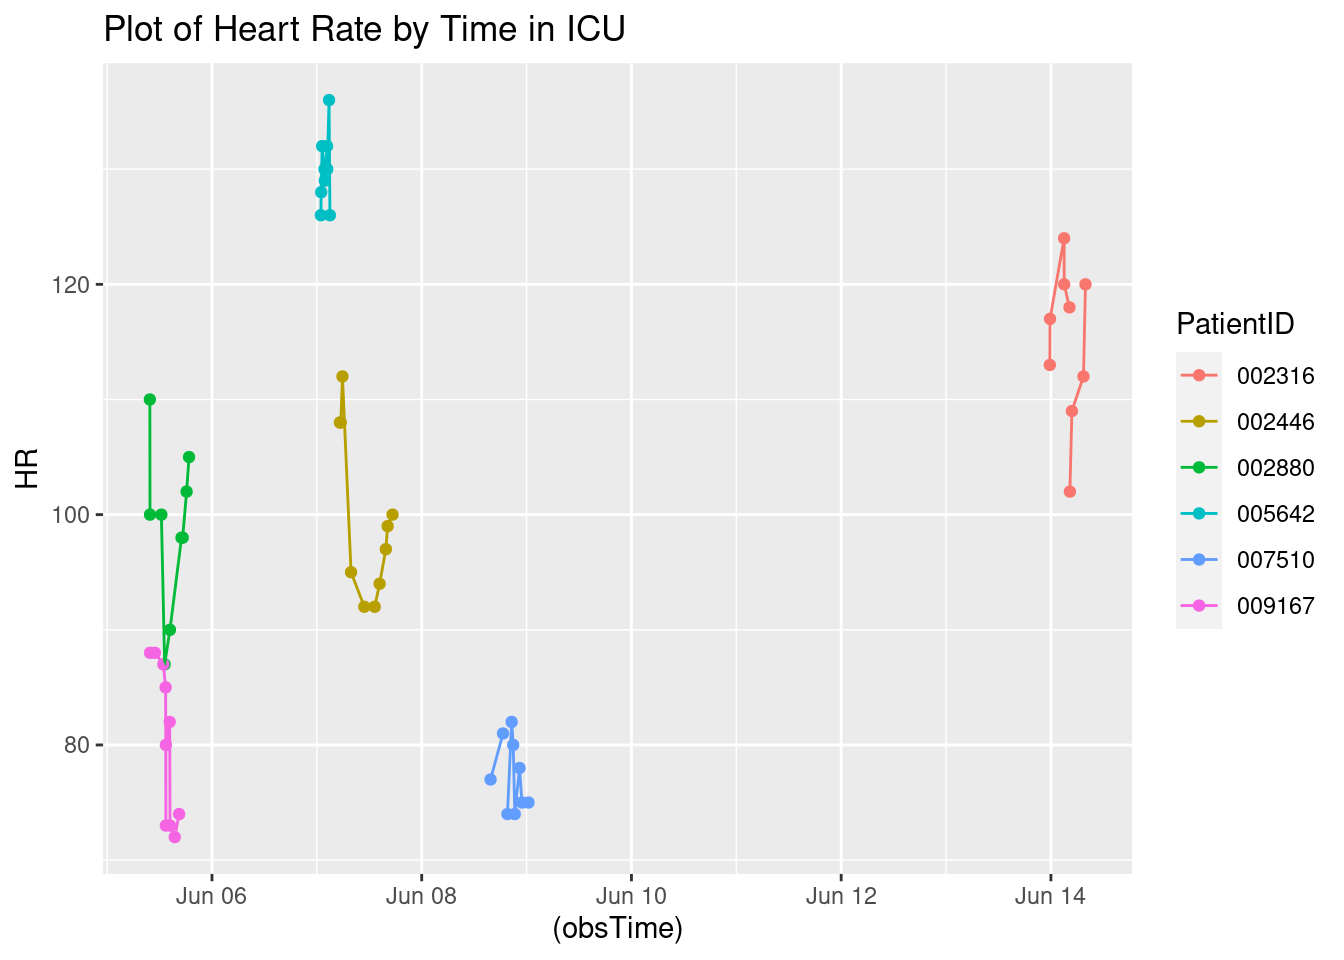 Plot of Heart Rate by Time in ICU
HR
120
100
80
Jun 06 Jun 08 Jun 10 Jun 12 Jun 14
(obsTime)
PatientID
002316
002446
002880
005642
007510
009167